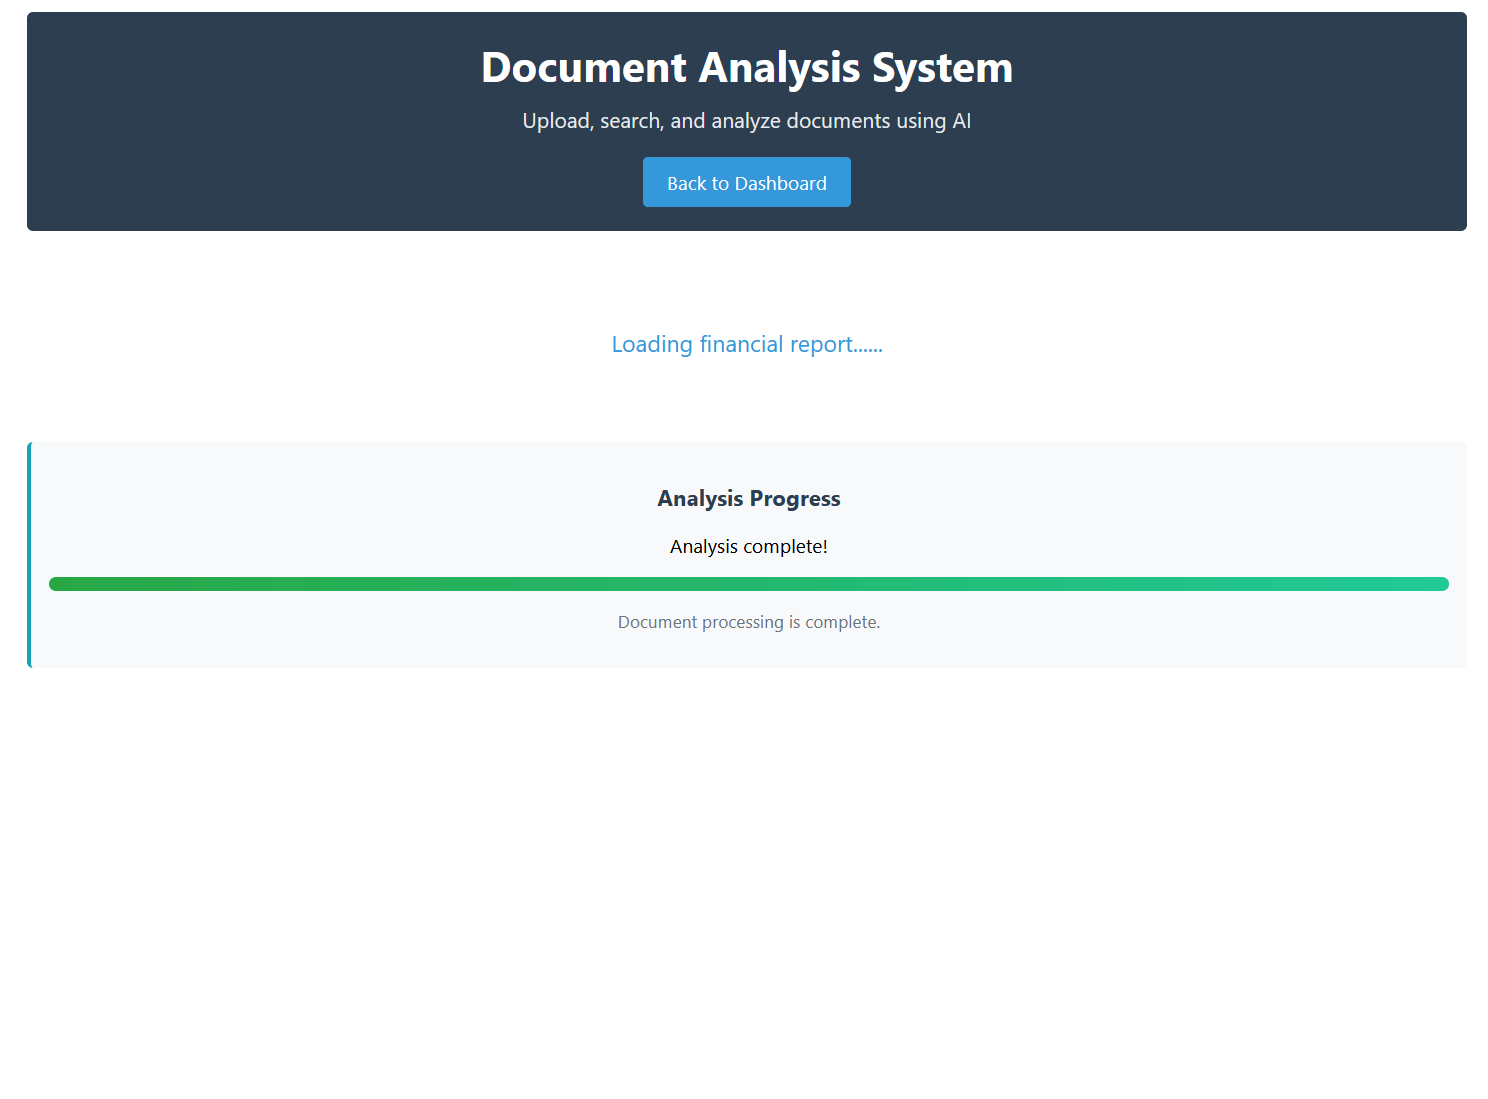 Document Analysis System
Upload, search, and analyze documents using AI
Back to Dashboard
Loading financial report......
Analysis Progress
Analysis complete!
Document processing is complete.